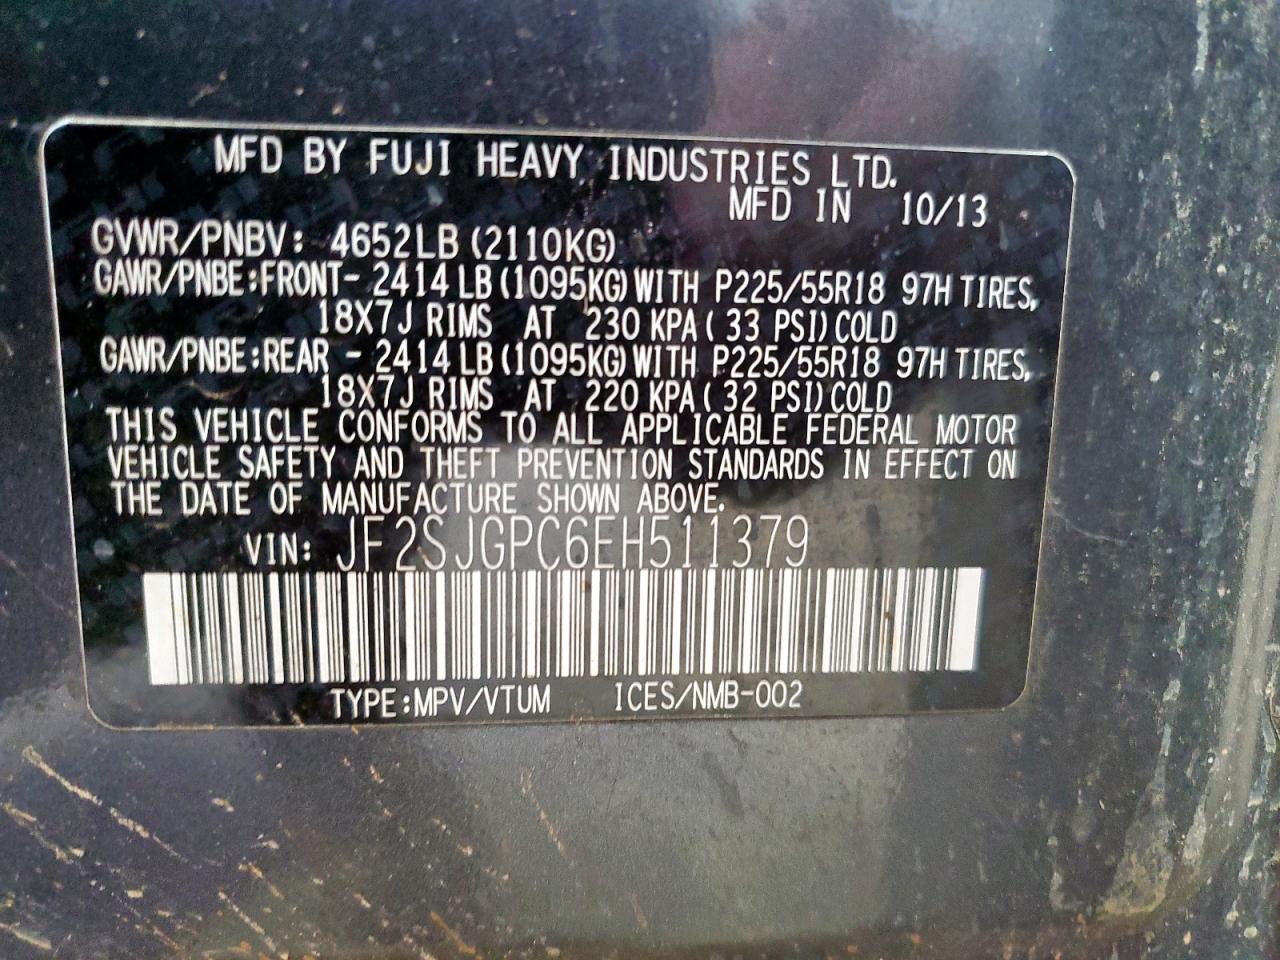 MFD BY FUJI HEAVY INDUSTRIES LTD.
MFD IN 10/13
GVWR/PNBV: 4652LB (2110KG)
GAWR/PNBE:FRONT- 2414 LB (1095KG) WITH P225/55R18 97H TIRES,
18X7J RIMS AT 230 KPA ( 33 PSI) COLD
GAWR/PNBE:REAR - 2414 LB (1095KG) WITH P225/55R18 97H TIRES,
18X7J RIMS AT 220 KPA ( 32 PSI) COLD
THIS VEHICLE CONFORMS TO ALL APPLICABLE FEDERAL MOTOR
VEHICLE SAFETY AND THEFT PREVENTION STANDARDS IN EFFECT ON
THE DATE OF MANUFACTURE SHOWN ABOVE.
VIN: JF2SJGPC6EH511379
TYPE:MPV/VTUM ICES/NMB-002